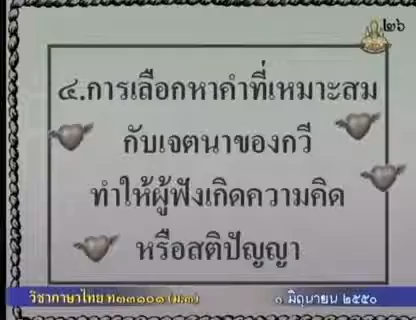 ๒๖
๔.การเลือกหาคำที่เหมาะสม
กับเจตนาของกวี
ทำให้ผู้ฟังเกิดความคิด
หรือสติปัญญา
วิชาภาษาไทย ท๓๓๑๐๑ (ม.๓)
๑ มิถุนายน ๒๕๕๐